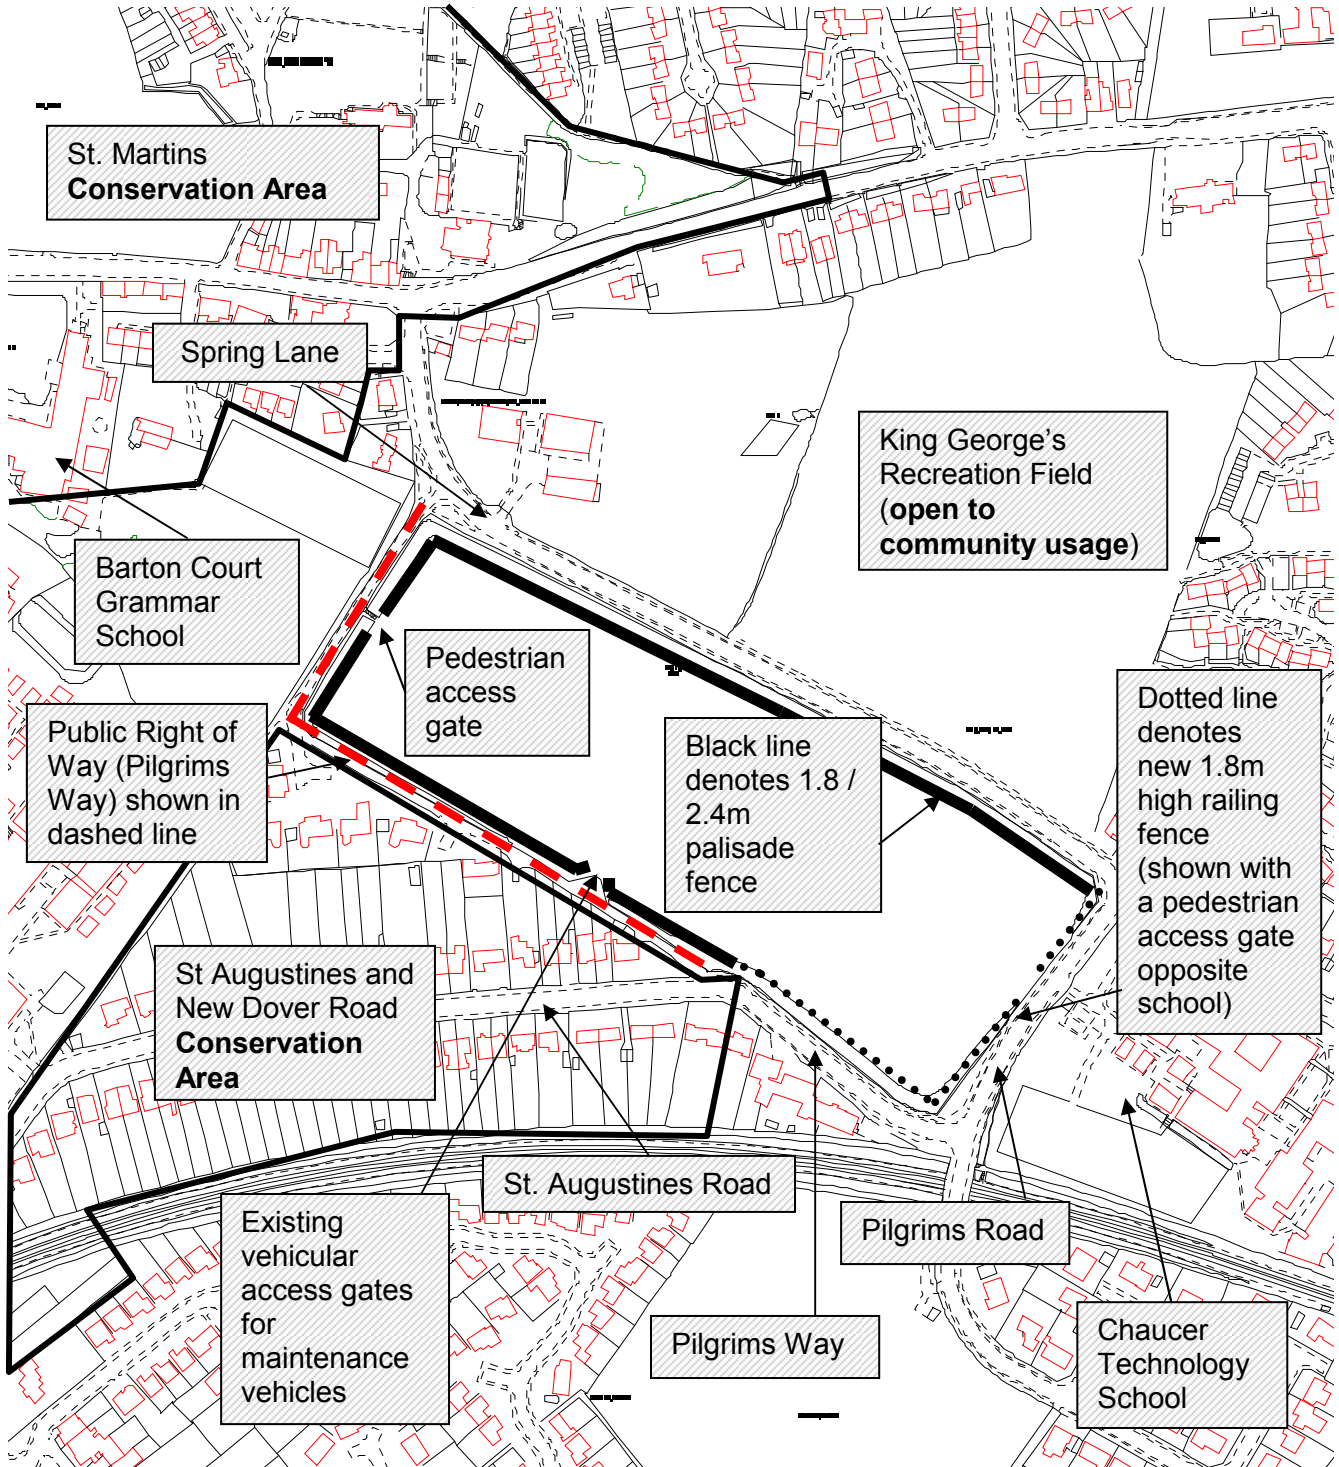 St. Martins
Conservation Area
Spring Lane
King George’s
Recreation Field
(open to
community usage)
Barton Court
Grammar
School
Pedestrian
access
gate
Dotted line
denotes
new 1.8m
high railing
fence
(shown with
a pedestrian
access gate
opposite
school)
Public Right of
Way (Pilgrims
Way) shown in
dashed line
Black line
denotes 1.8 /
2.4m
palisade
fence
St Augustines and
New Dover Road
Conservation
Area
St. Augustines Road
Existing
vehicular
access gates
for
maintenance
vehicles
Pilgrims Road
Pilgrims Way
Chaucer
Technology
School